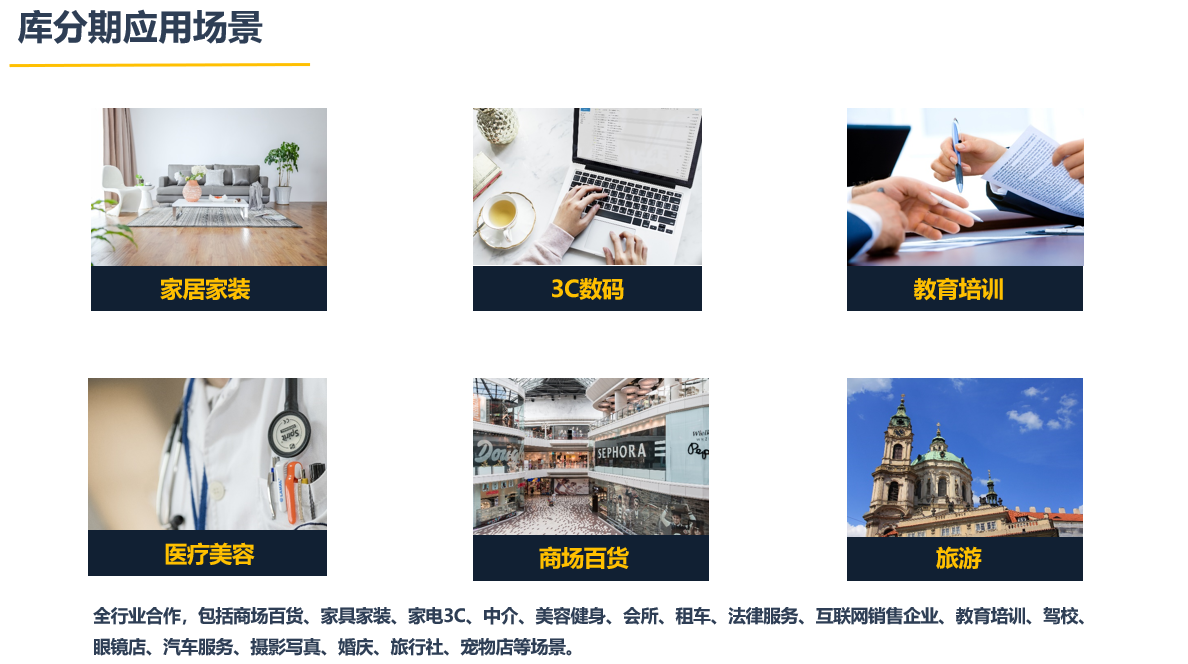 库分期应用场景
家居家装
3C数码
教育培训
Spirit
Doug
SEPHORA
医疗美容
商场百货
旅游
全行业合作，包括商场百货、家具家装、家电3C、中介、美容健身、会所、租车、法律服务、互联网销售企业、教育培训、驾校、
眼镜店、汽车服务、摄影写真、婚庆、旅行社、宠物店等场景。